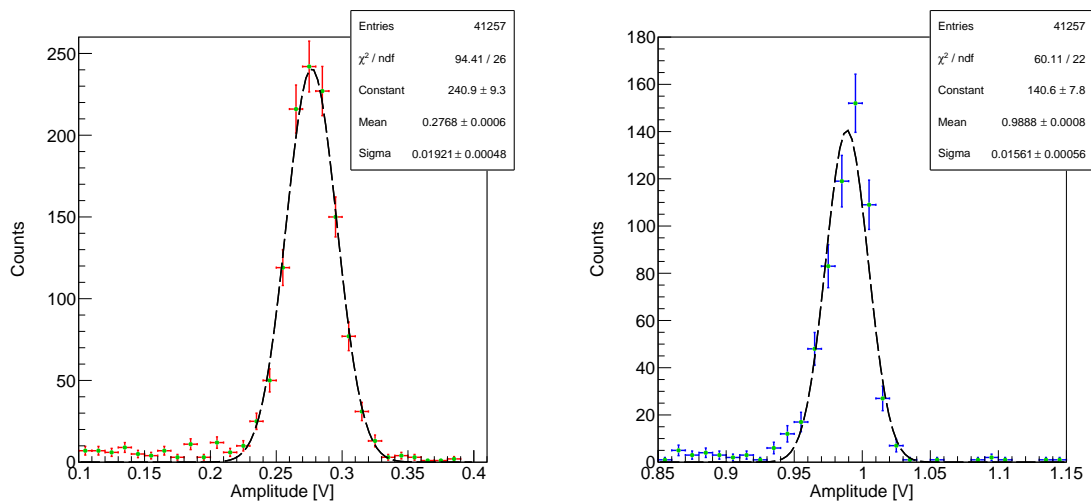 Entries 41257
χ² / ndf 94.41 / 26
Constant 240.9 ± 9.3
Mean 0.2768 ± 0.0006
Sigma 0.01921 ± 0.00048
250
200
150
100
50
0
Counts
0.1 0.15 0.2 0.25 0.3 0.35 0.4
Amplitude [V]
Entries 41257
χ² / ndf 60.11 / 22
Constant 140.6 ± 7.8
Mean 0.9888 ± 0.0008
Sigma 0.01561 ± 0.00056
180
160
140
120
100
80
60
40
20
0
Counts
0.85 0.9 0.95 1 1.05 1.1 1.15
Amplitude [V]